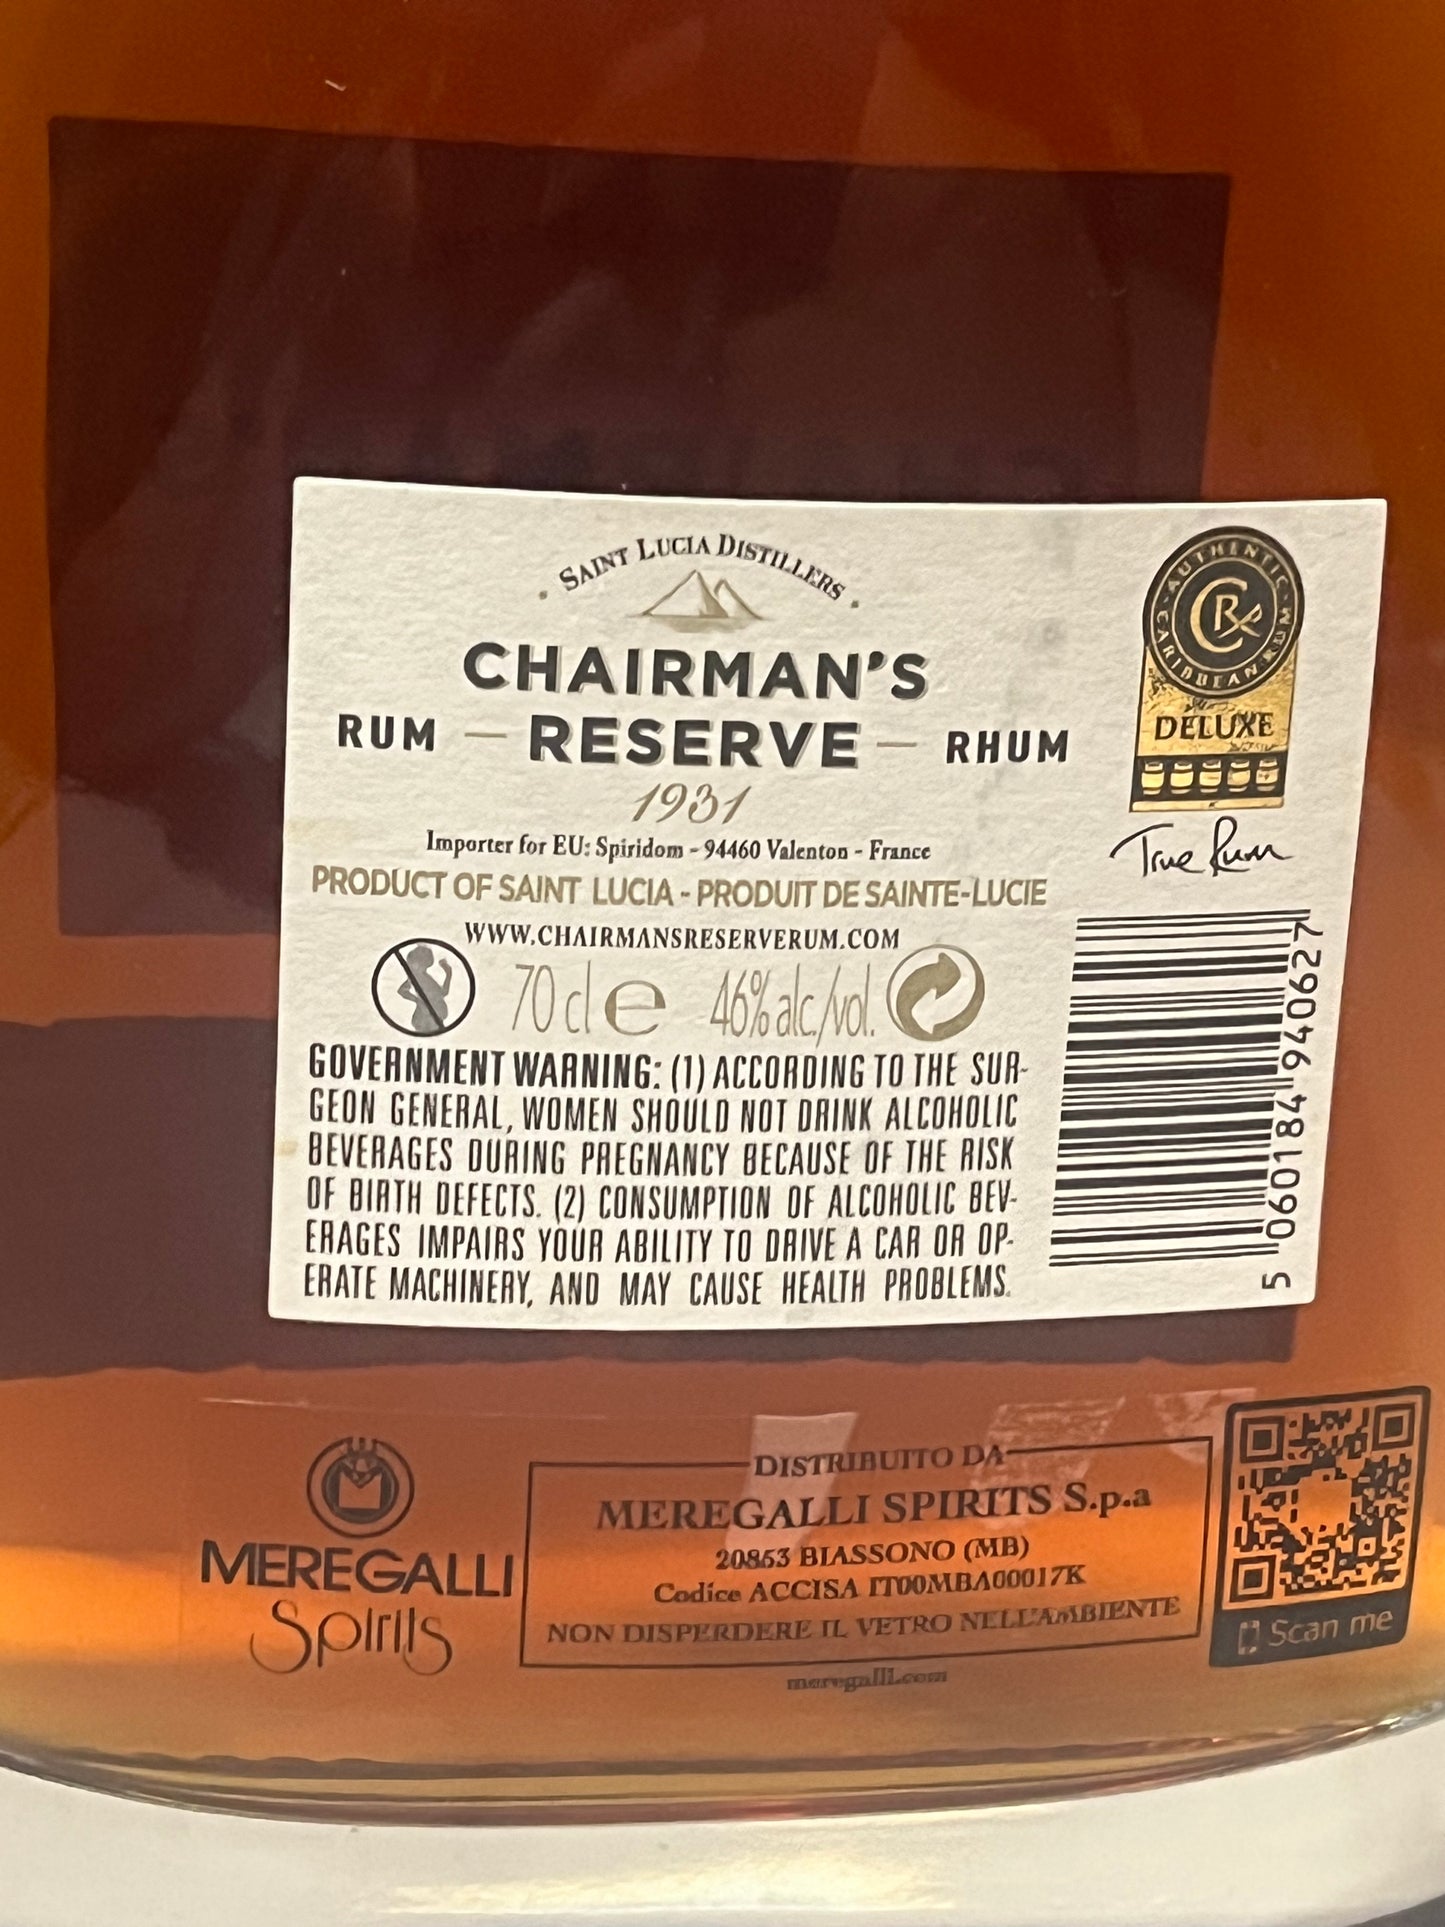 · SAINT LUCIA DISTILLERS ·
CHAIRMAN'S
RUM — RESERVE — RHUM
1931
Importer for EU: Spiridom - 94460 Valenton - France
PRODUCT OF SAINT LUCIA - PRODUIT DE SAINTE-LUCIE
WWW.CHAIRMANSRESERVERUM.COM
70 cl e 46% alc./vol.
GOVERNMENT WARNING: (1) ACCORDING TO THE SUR-
GEON GENERAL, WOMEN SHOULD NOT DRINK ALCOHOLIC
BEVERAGES DURING PREGNANCY BECAUSE OF THE RISK
OF BIRTH DEFECTS. (2) CONSUMPTION OF ALCOHOLIC BEV-
ERAGES IMPAIRS YOUR ABILITY TO DRIVE A CAR OR OP-
ERATE MACHINERY, AND MAY CAUSE HEALTH PROBLEMS.
AUTHENTIC
CARIBBEAN RUM
CR
DELUXE
True Rum
5 060184 940627
MEREGALLI
Spirits
DISTRIBUITO DA
MEREGALLI SPIRITS S.p.a
20853 BIASSONO (MB)
Codice ACCISA IT00MBA00017K
NON DISPERDERE IL VETRO NELL'AMBIENTE
meregalli.com
Scan me